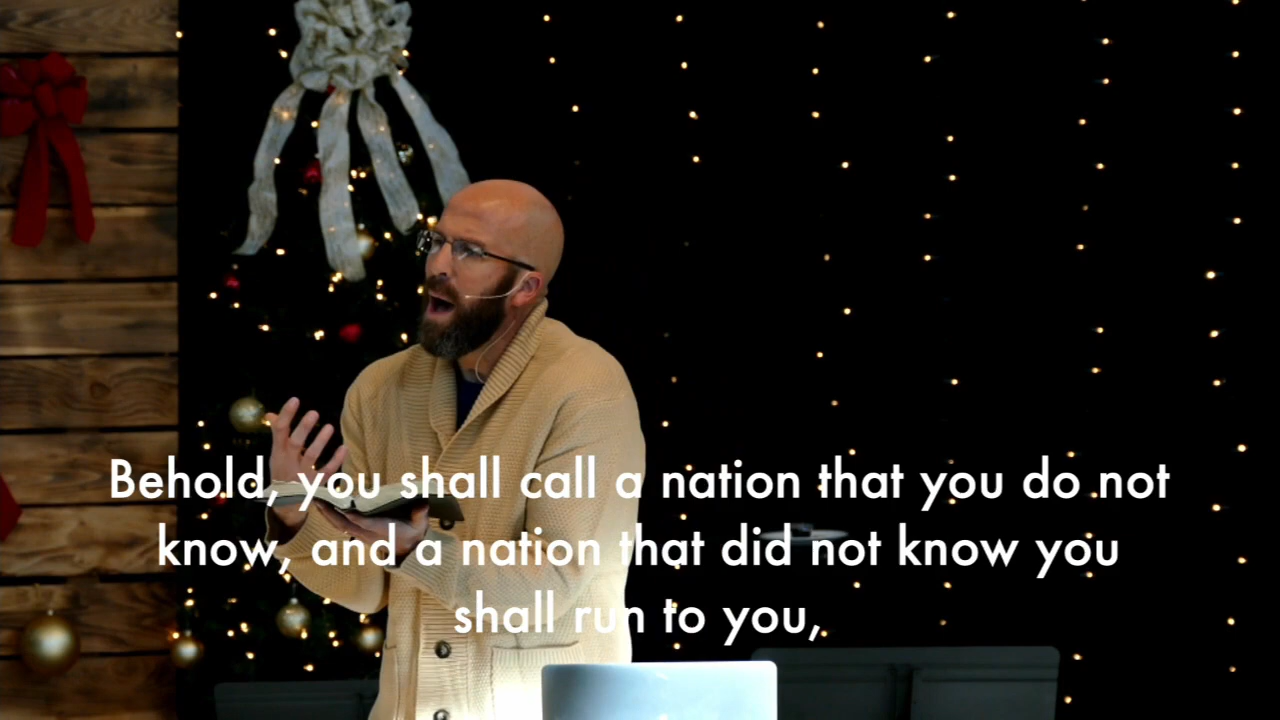 Behold, you shall call a nation that you do not
know, and a nation that did not know you
shall run to you,